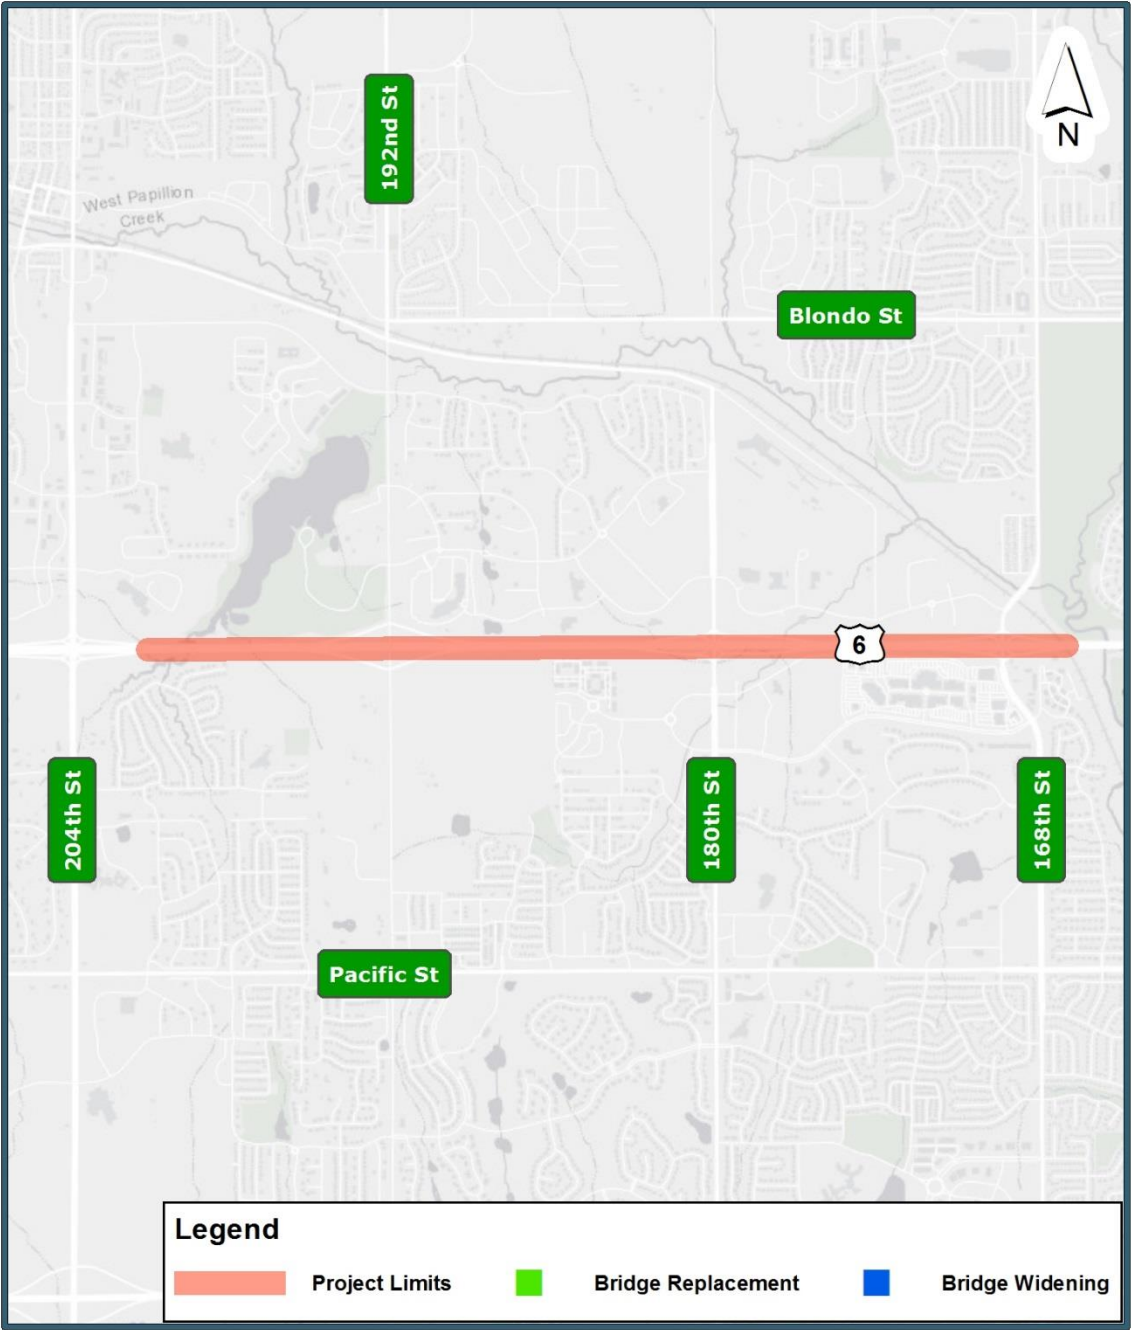 192nd St
N
West Papillion
Creek
Blondo St
6
204th St
180th St
168th St
Pacific St
Legend
Project Limits
Bridge Replacement
Bridge Widening